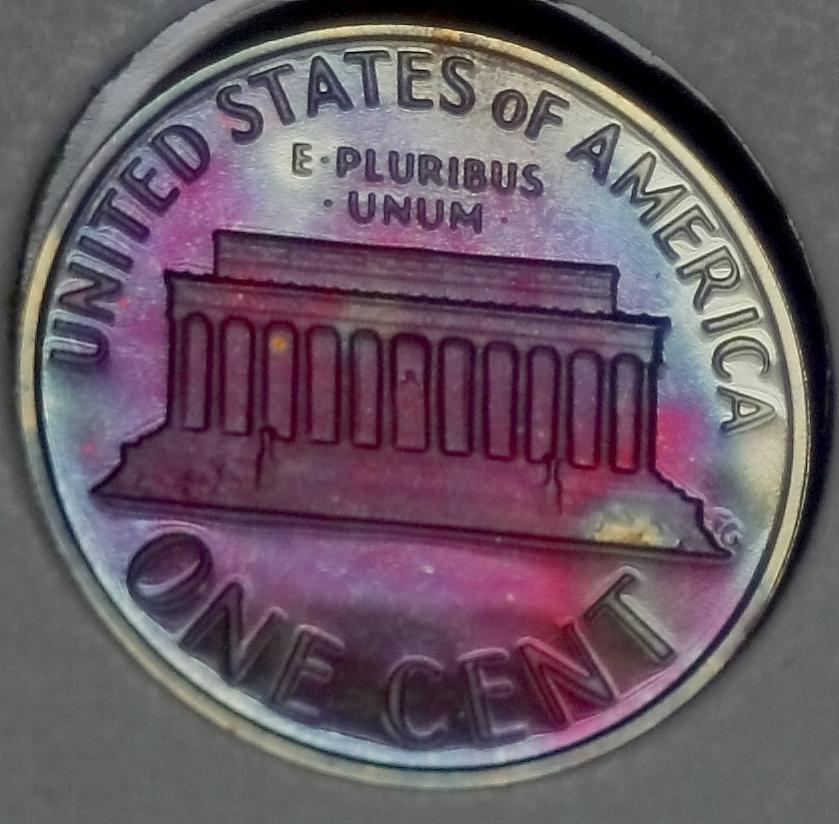 UNITED STATES OF AMERICA
E·PLURIBUS
·UNUM·
ONE CENT